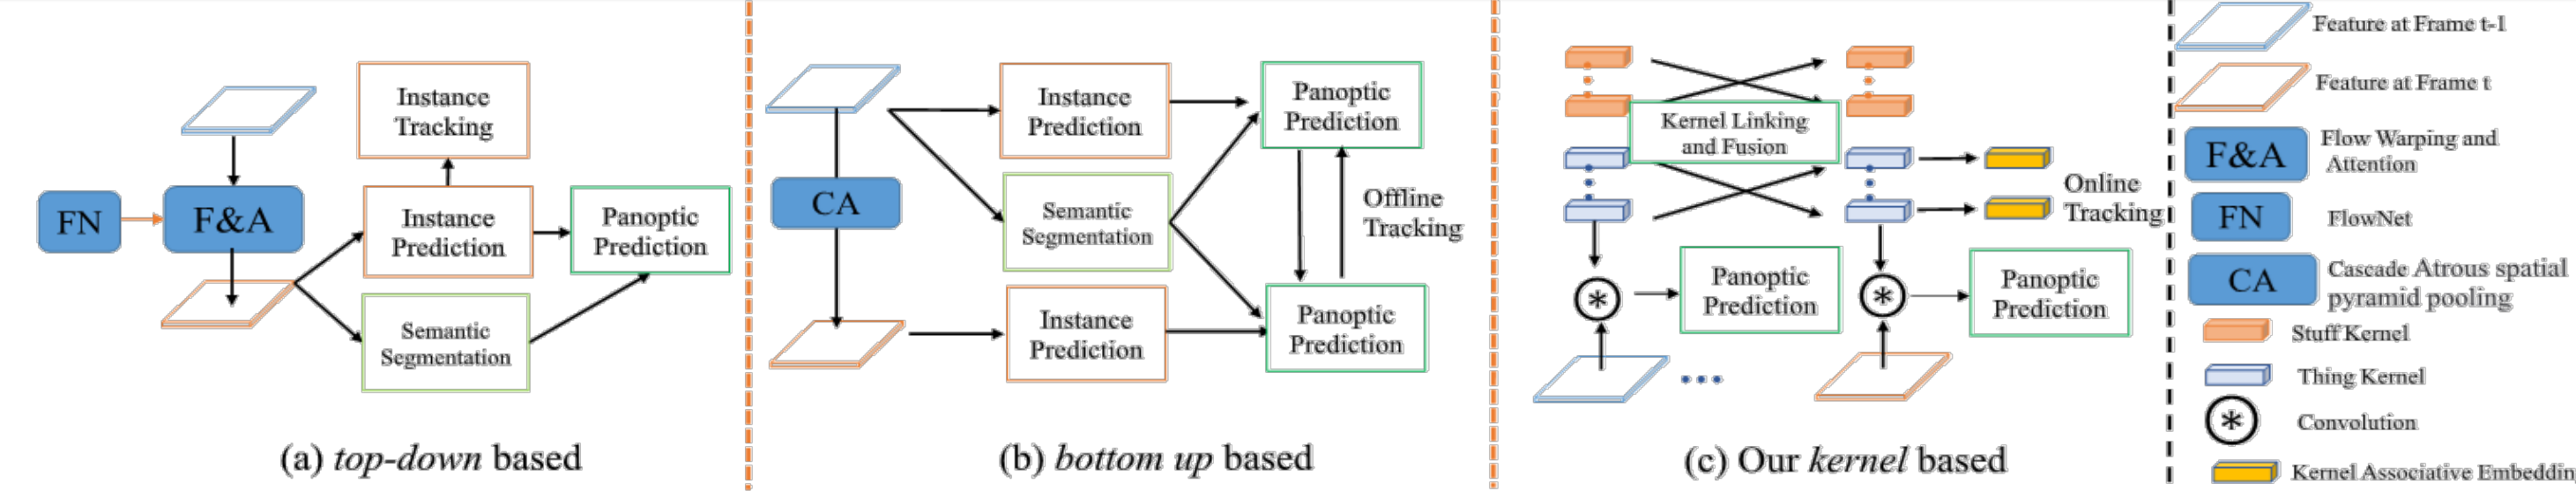 Instance
Tracking
FN
F&A
Instance
Prediction
Panoptic
Prediction
Semantic
Segmentation
(a) top-down based
CA
Instance
Prediction
Semantic
Segmentation
Instance
Prediction
Panoptic
Prediction
Offline
Tracking
Panoptic
Prediction
(b) bottom up based
Kernel Linking
and Fusion
Online
Tracking
*
Panoptic
Prediction
*
Panoptic
Prediction
(c) Our kernel based
Feature at Frame t-1
Feature at Frame t
F&A
Flow Warping and
Attention
FN
FlowNet
CA
Cascade Atrous spatial
pyramid pooling
Stuff Kernel
Thing Kernel
*
Convolution
Kernel Associative Embeddin